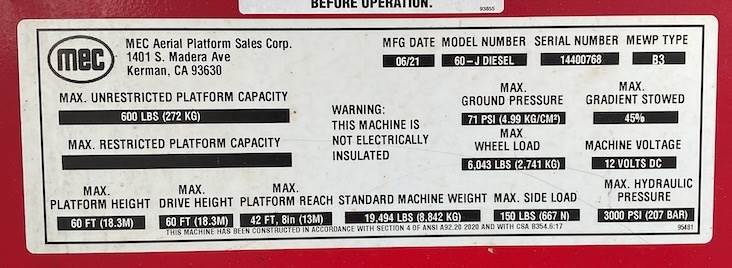 BEFORE OPERATION.
93855
mec
MEC Aerial Platform Sales Corp.
1401 S. Madera Ave
Kerman, CA 93630
MFG DATE MODEL NUMBER SERIAL NUMBER MEWP TYPE
06/21 60-J DIESEL 14400768 B3
MAX. UNRESTRICTED PLATFORM CAPACITY
600 LBS (272 KG)
MAX. RESTRICTED PLATFORM CAPACITY
WARNING:
THIS MACHINE IS
NOT ELECTRICALLY
INSULATED
MAX.
GROUND PRESSURE
71 PSI (4.99 KG/CM²)
MAX
WHEEL LOAD
6,043 LBS (2,741 KG)
MAX.
GRADIENT STOWED
45%
MACHINE VOLTAGE
12 VOLTS DC
MAX.
PLATFORM HEIGHT
60 FT (18.3M)
MAX.
DRIVE HEIGHT
60 FT (18.3M)
MAX.
PLATFORM REACH
42 FT, 8in (13M)
STANDARD MACHINE WEIGHT
19,494 LBS (8,842 KG)
MAX. SIDE LOAD
150 LBS (667 N)
MAX. HYDRAULIC
PRESSURE
3000 PSI (207 BAR)
THIS MACHINE HAS BEEN CONSTRUCTED IN ACCORDANCE WITH SECTION 4 OF ANSI A92.20 2020 AND WITH CSA B354.6:17
95481